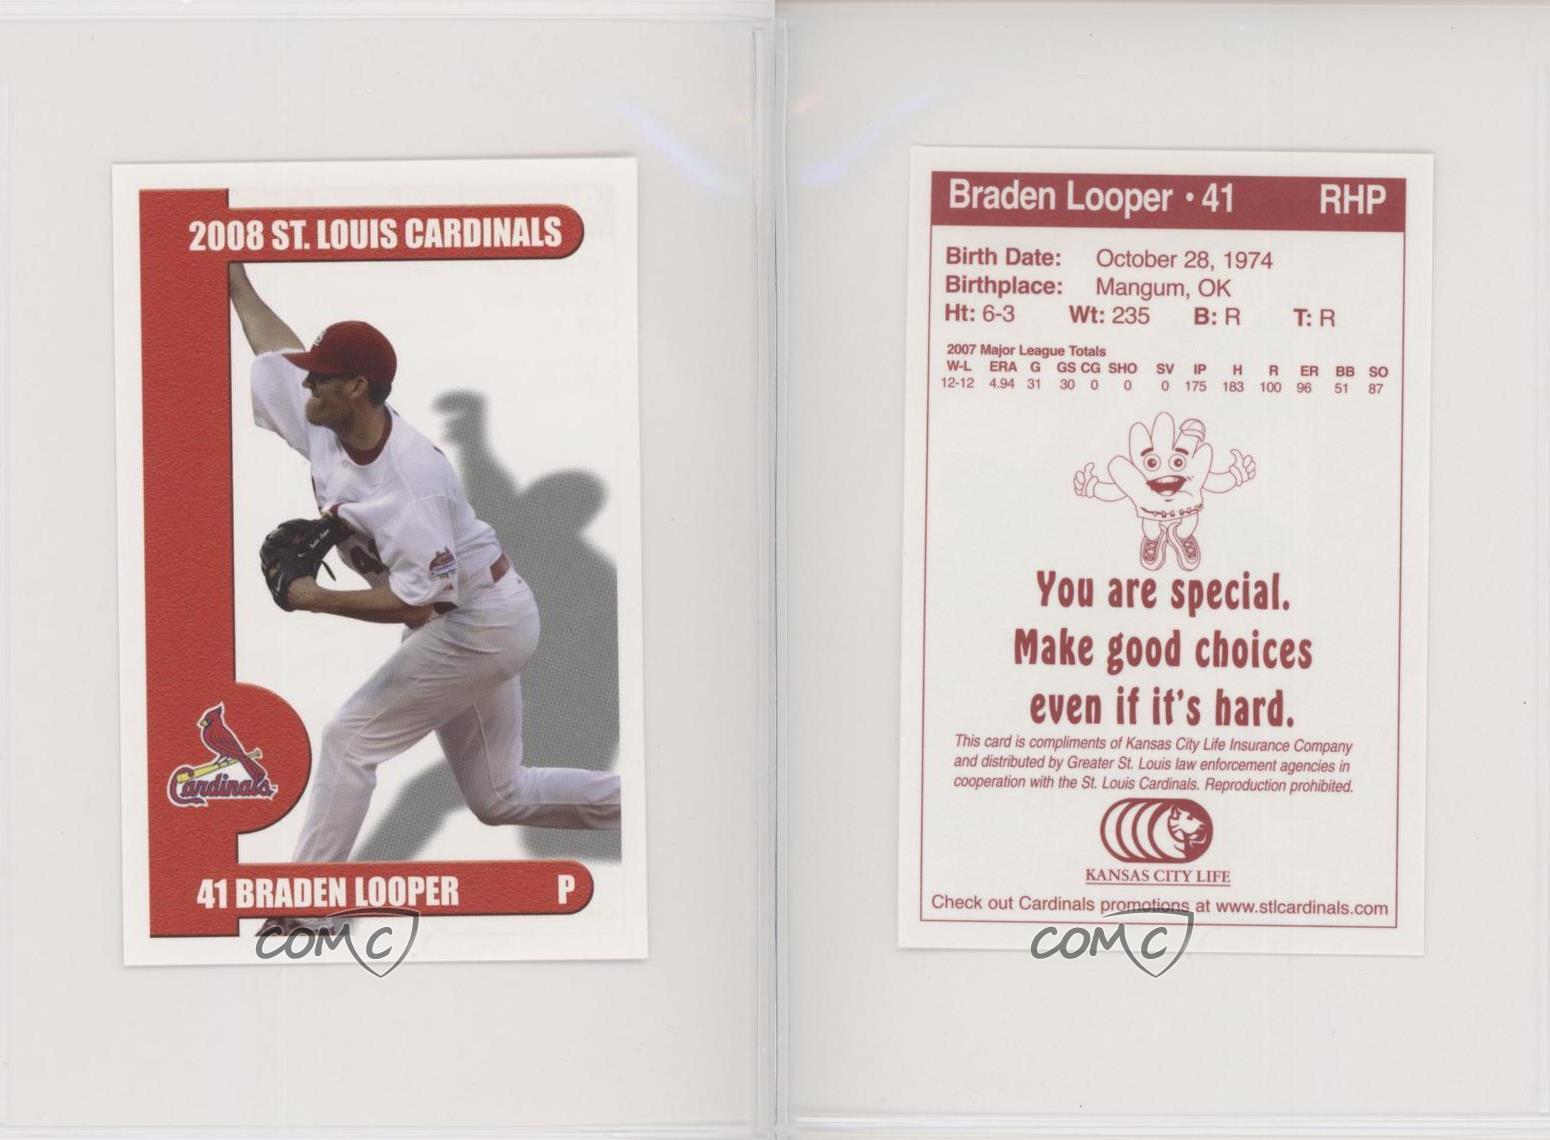 2008 ST. LOUIS CARDINALS
Cardinals
41 BRADEN LOOPER P
COMC
Braden Looper • 41 RHP
Birth Date: October 28, 1974
Birthplace: Mangum, OK
Ht: 6-3 Wt: 235 B: R T: R
2007 Major League Totals
W-L ERA G GS CG SHO SV IP H R ER BB SO
12-12 4.94 31 30 0 0 0 175 183 100 96 51 87
You are special.
Make good choices
even if it's hard.
This card is compliments of Kansas City Life Insurance Company
and distributed by Greater St. Louis law enforcement agencies in
cooperation with the St. Louis Cardinals. Reproduction prohibited.
KANSAS CITY LIFE
Check out Cardinals promotions at www.stlcardinals.com
COMC